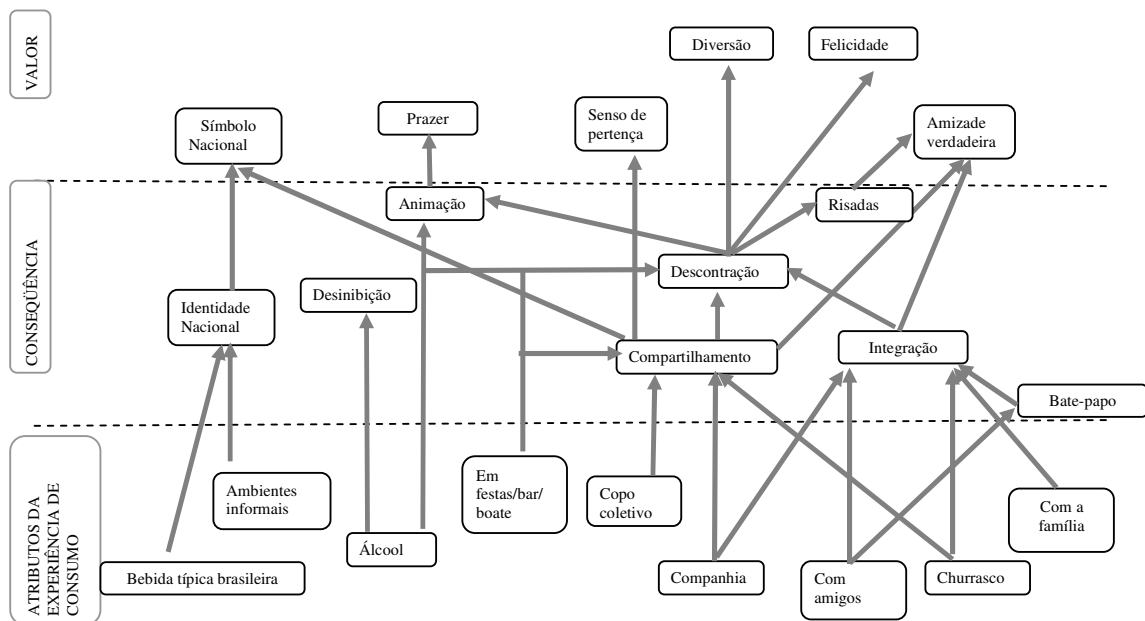 VALOR
Diversão
Felicidade
Símbolo
Nacional
Prazer
Senso de
pertença
Amizade
verdadeira
CONSEQÜÊNCIA
Animação
Risadas
Descontração
Desinibição
Identidade
Nacional
Compartilhamento
Integração
Bate-papo
ATRIBUTOS DA
EXPERIÊNCIA DE
CONSUMO
Ambientes
informais
Em
festas/bar/
boate
Copo
coletivo
Com a
família
Álcool
Bebida típica brasileira
Companhia
Com
amigos
Churrasco